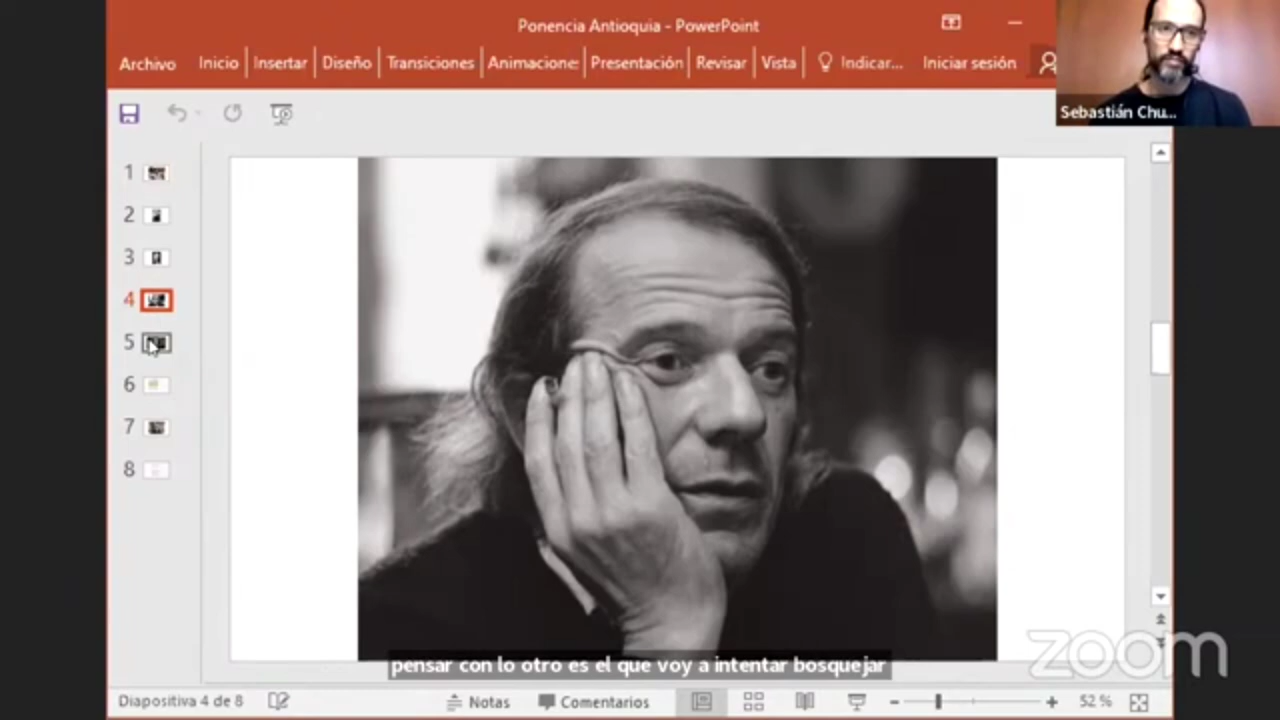 Ponencia Antioquia - PowerPoint
Archivo Inicio Insertar Diseño Transiciones Animacione Presentación Revisar Vista Indicar... Iniciar sesión
Sebastián Chu...
1
2
3
4
5
6
7
8
pensar con lo otro es el que voy a intentar bosquejar
zoom
Diapositiva 4 de 8 Notas Comentarios 52 %